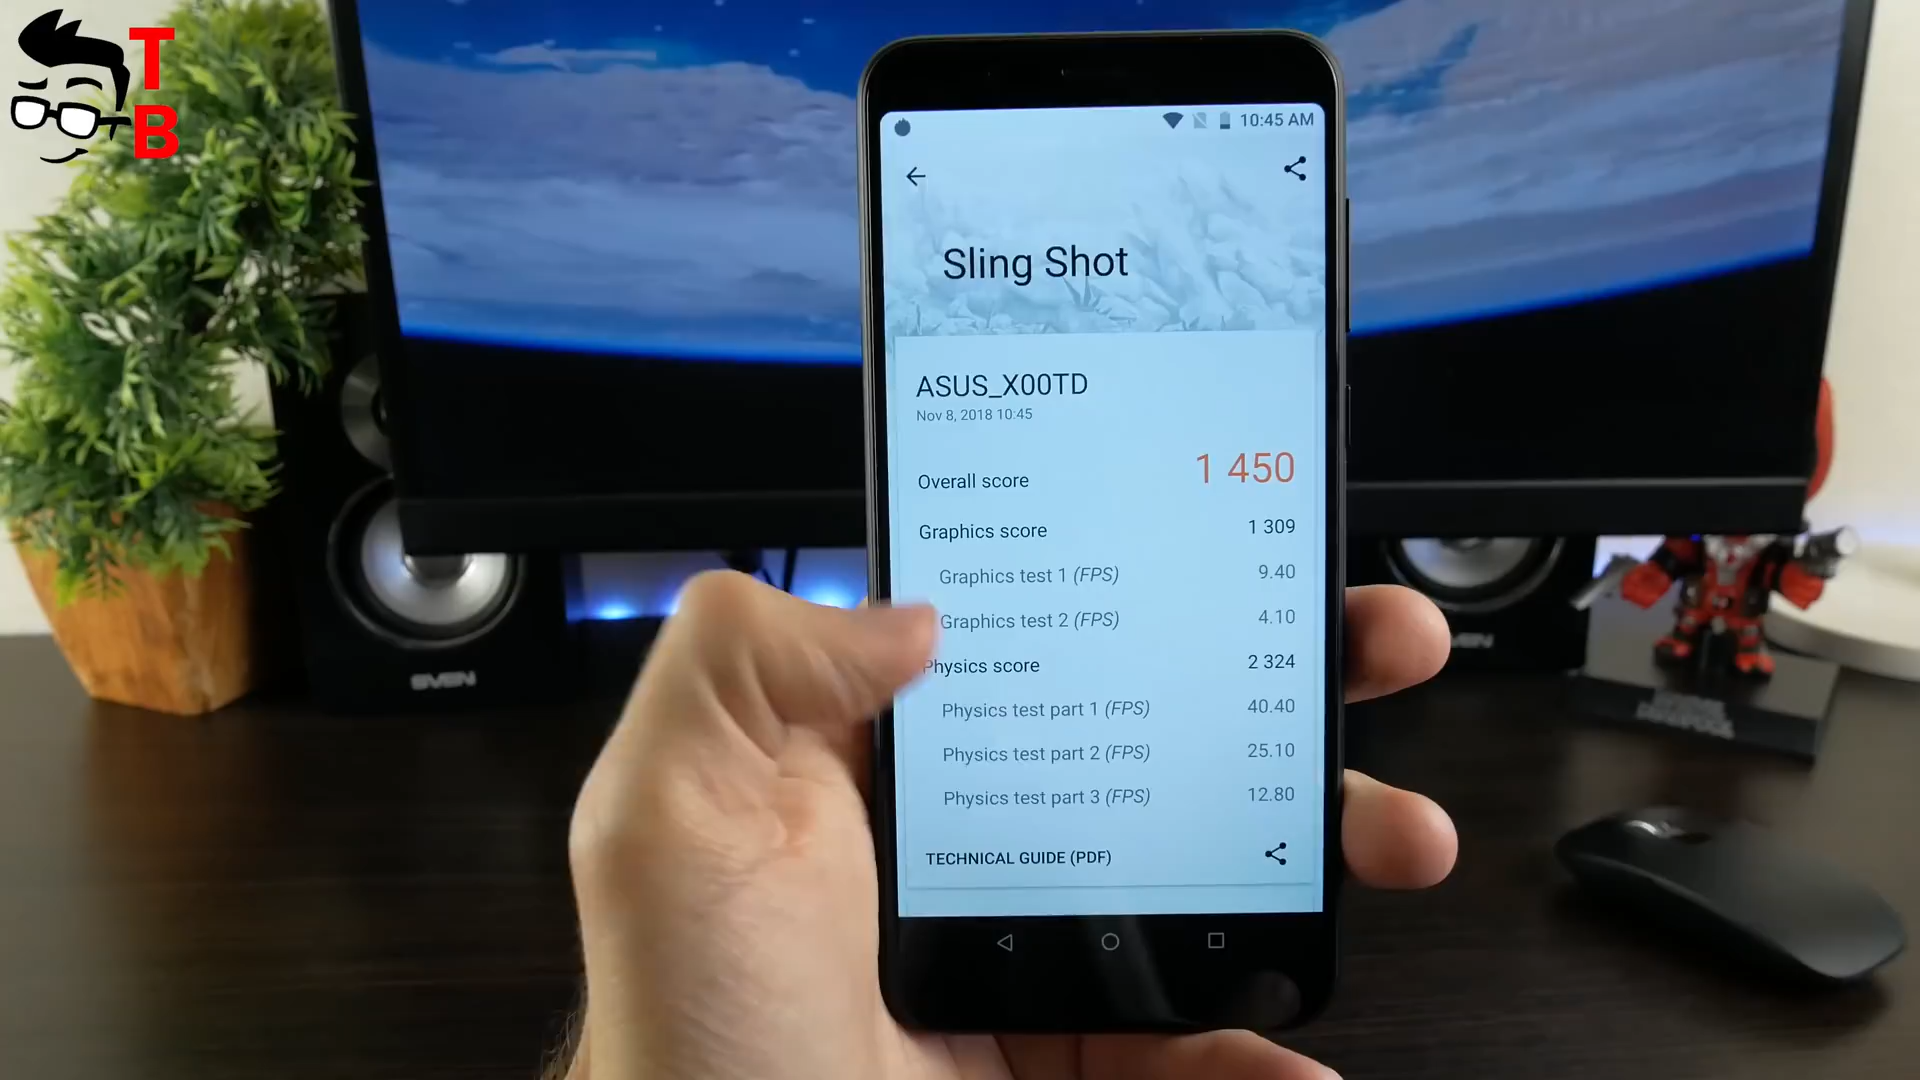 T
B
10:45 AM
Sling Shot
ASUS_X00TD
Nov 8, 2018 10:45
Overall score 1 450
Graphics score 1 309
Graphics test 1 (FPS) 9.40
Graphics test 2 (FPS) 4.10
Physics score 2 324
Physics test part 1 (FPS) 40.40
Physics test part 2 (FPS) 25.10
Physics test part 3 (FPS) 12.80
TECHNICAL GUIDE (PDF)
SVEN